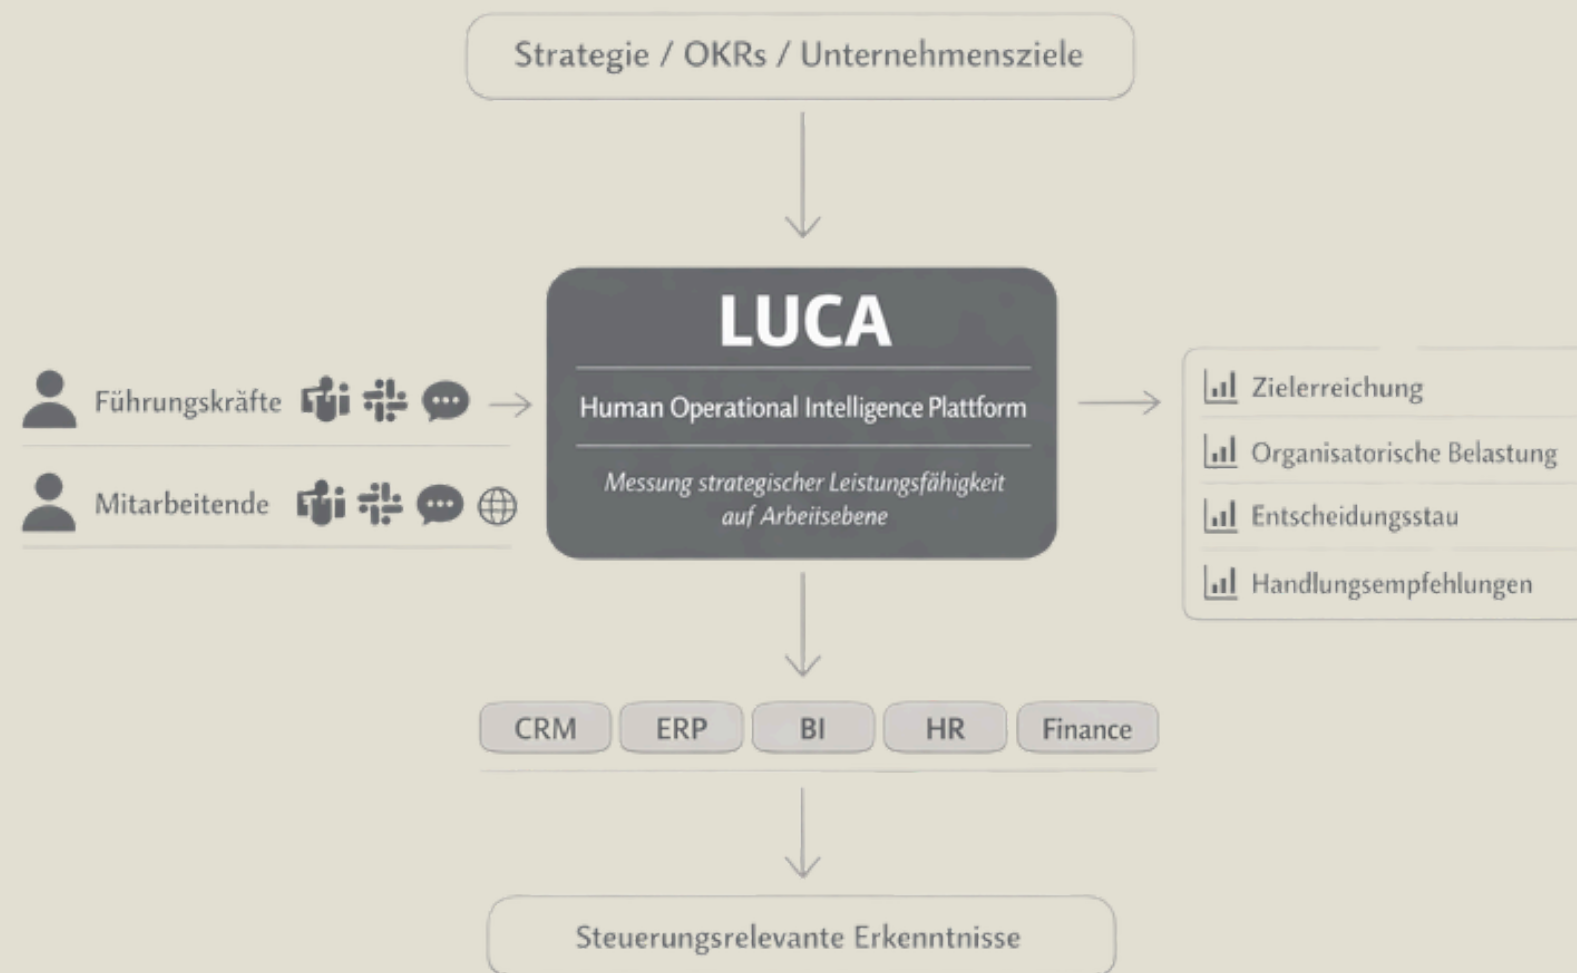 Strategie / OKRs / Unternehmensziele
LUCA
Human Operational Intelligence Plattform
Messung strategischer Leistungsfähigkeit
auf Arbeitsebene
Führungskräfte
Mitarbeitende
Zielerreichung
Organisatorische Belastung
Entscheidungsstau
Handlungsempfehlungen
CRM
ERP
BI
HR
Finance
Steuerungsrelevante Erkenntnisse